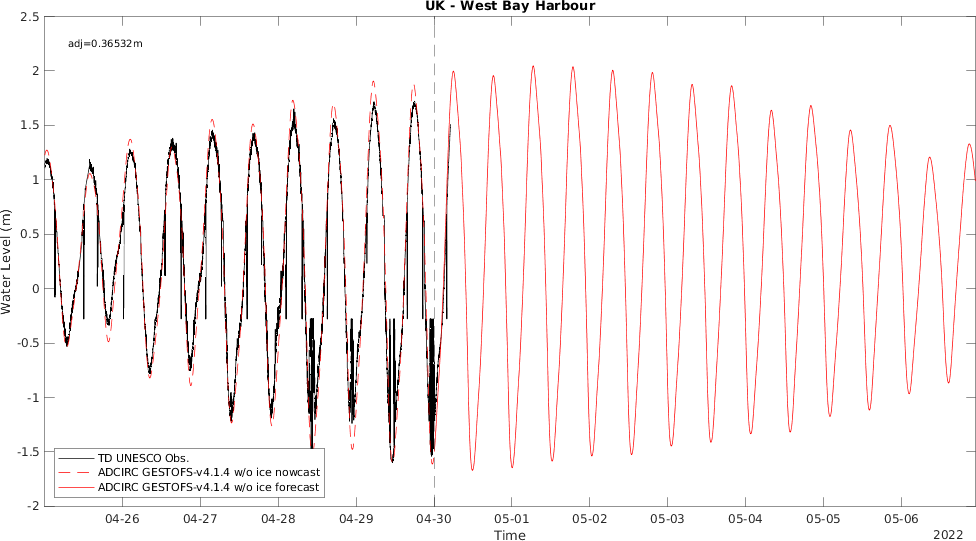 UK - West Bay Harbour
adj=0.36532m
2.5
2
1.5
1
0.5
0
-0.5
-1
-1.5
-2
Water Level (m)
TD UNESCO Obs.
ADCIRC GESTOFS-v4.1.4 w/o ice nowcast
ADCIRC GESTOFS-v4.1.4 w/o ice forecast
04-26 04-27 04-28 04-29 04-30 05-01 05-02 05-03 05-04 05-05 05-06
Time
2022